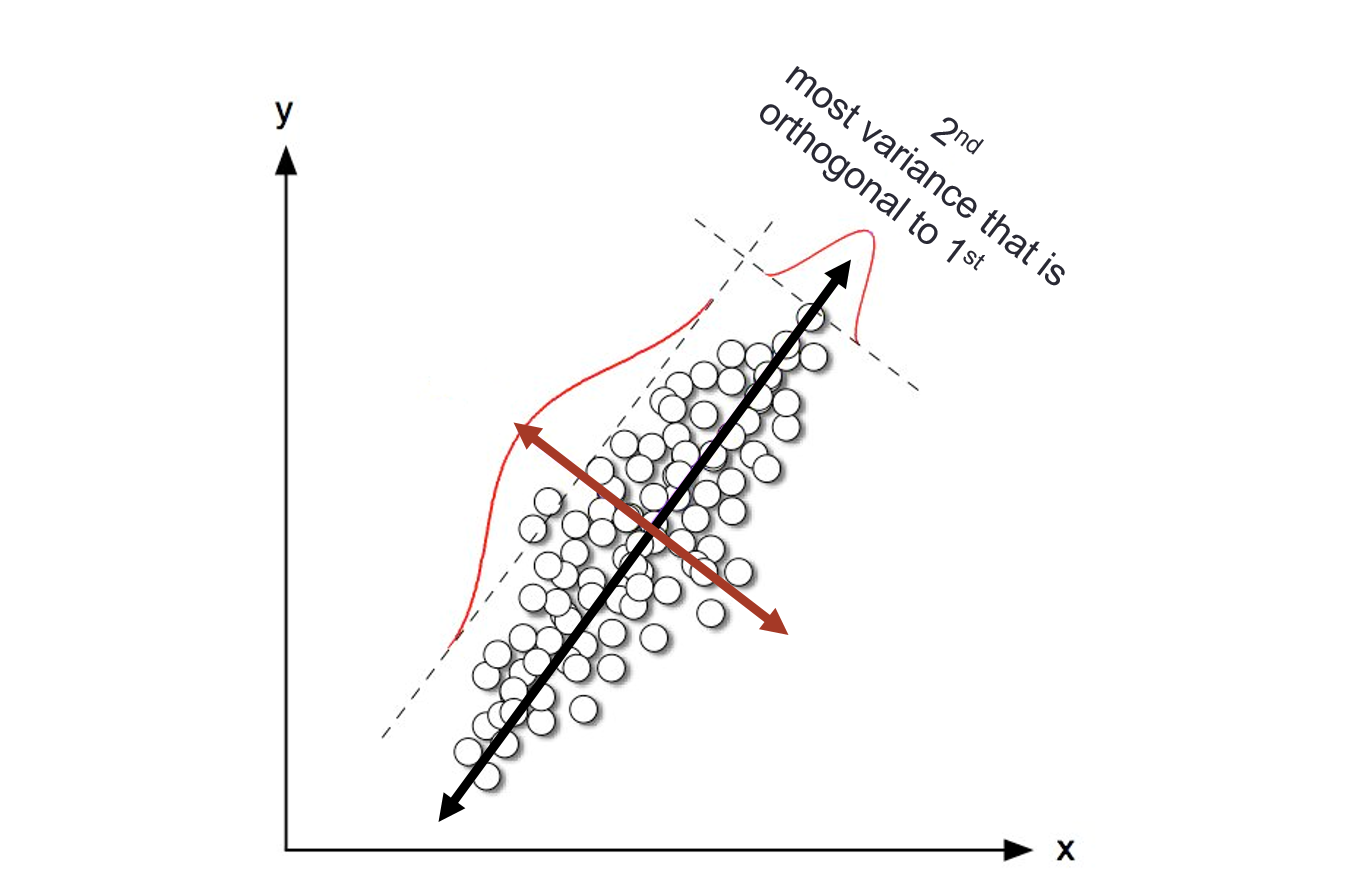 y
2nd
most variance that is
orthogonal to 1st
x